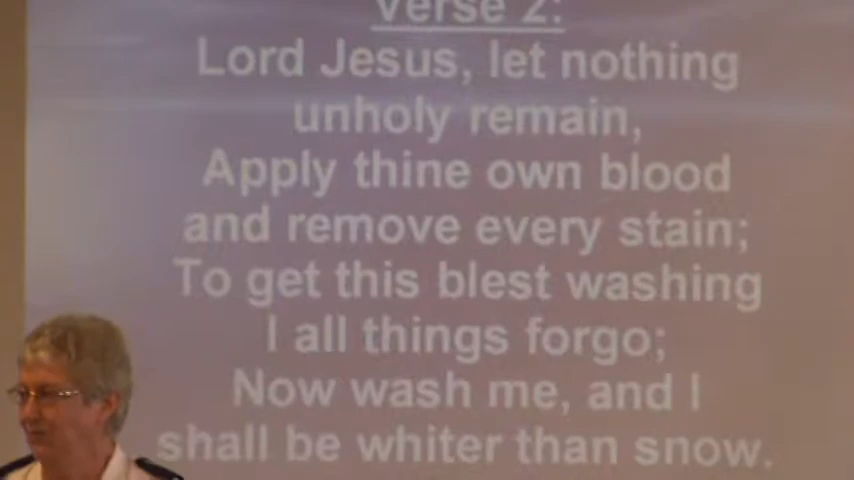 Verse 2:
Lord Jesus, let nothing
unholy remain,
Apply thine own blood
and remove every stain;
To get this blest washing
I all things forgo;
Now wash me, and I
shall be whiter than snow.